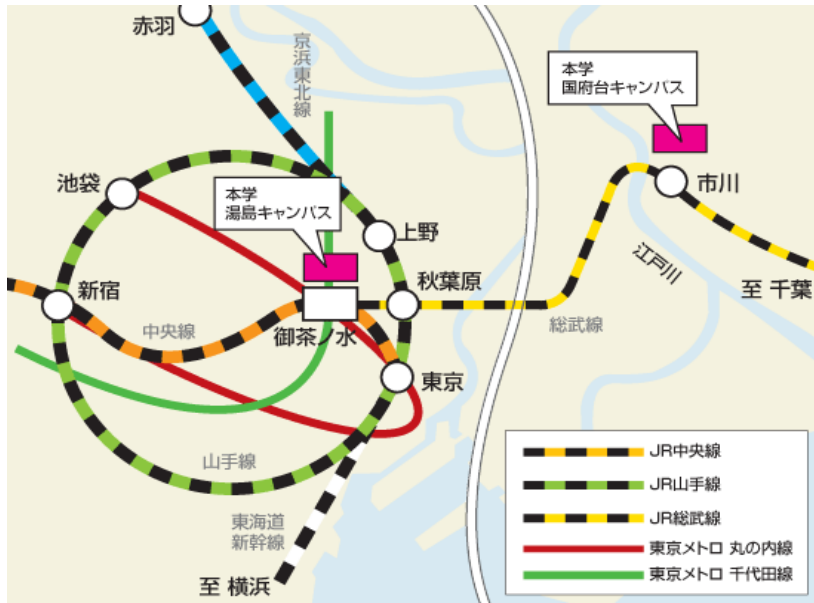 赤羽
京浜東北線
本学
国府台キャンパス
市川
池袋
本学
湯島キャンパス
上野
新宿
秋葉原
江戸川
至 千葉
中央線
御茶ノ水
総武線
東京
山手線
東海道
新幹線
至 横浜
JR中央線
JR山手線
JR総武線
東京メトロ 丸の内線
東京メトロ 千代田線